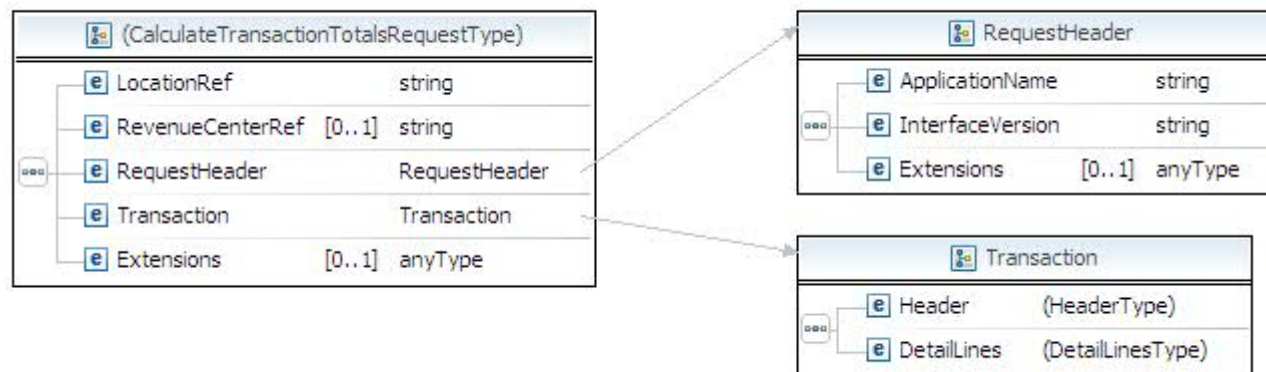 (CalculateTransactionTotalsRequestType)
e LocationRef string
e RevenueCenterRef [0..1] string
e RequestHeader RequestHeader
e Transaction Transaction
e Extensions [0..1] anyType
RequestHeader
e ApplicationName string
e InterfaceVersion string
e Extensions [0..1] anyType
Transaction
e Header (HeaderType)
e DetailLines (DetailLinesType)